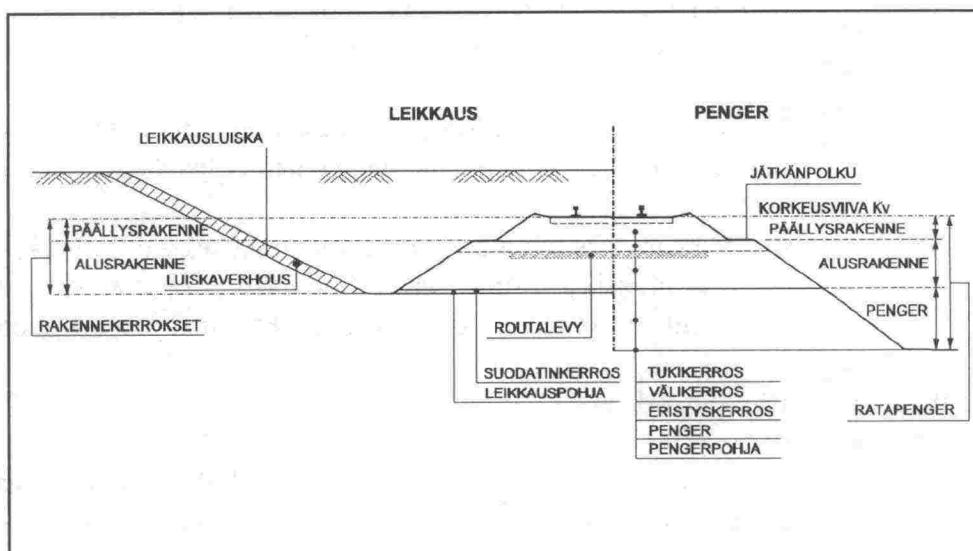 LEIKKAUS
PENGER
LEIKKAUSLUISKA
JÄTKÄNPOLKU
KORKEUSVIIVA Kv
PÄÄLLYSRAKENNE
PÄÄLLYSRAKENNE
ALUSRAKENNE
ALUSRAKENNE
LUISKAVERHOUS
PENGER
RAKENNEKERROKSET
ROUTALEVY
SUODATINKERROS
LEIKKAUSPOHJA
TUKIKERROS
VÄLIKERROS
ERISTYSKERROS
PENGER
PENGERPOHJA
RATAPENGER